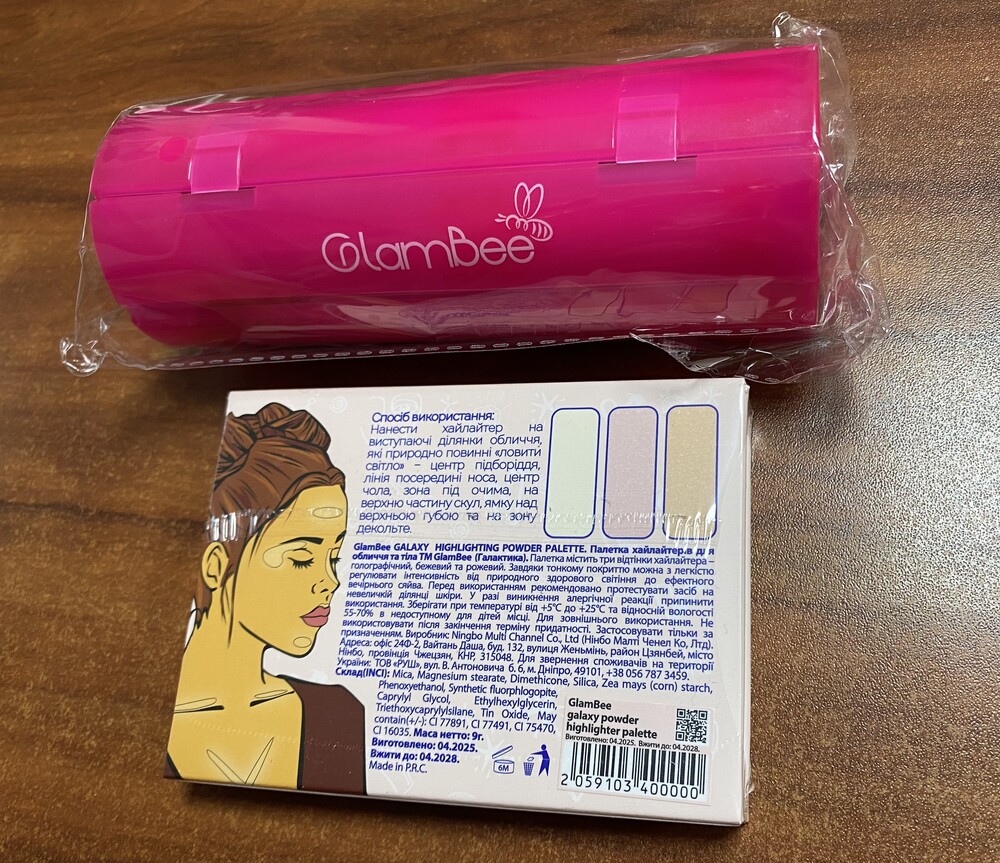 GlamBee
Спосіб використання:
Нанести хайлайтер на
виступаючі ділянки обличчя,
які природно повинні «ловити
світло» – центр підборіддя,
лінія посередині носа, центр
чола, зона під очима, на
верхню частину скул, ямку над
верхньою губою та на зону
декольте.
GlamBee GALAXY HIGHLIGHTING POWDER PALETTE. Палетка хайлайтерів для
обличчя та тіла ТМ GlamBee (Галактика). Палетка містить три відтінки хайлайтера –
голографічний, бежевий та рожевий. Завдяки тонкому покриттю можна з легкістю
регулювати інтенсивність від природного здорового світіння до ефектного
вечірнього сяйва. Перед використанням рекомендовано протестувати засіб на
невеличкій ділянці шкіри. У разі виникнення алергічної реакції припинити
використання. Зберігати при температурі від +5°C до +25°C та відносній вологості
55-70% в недоступному для дітей місці. Для зовнішнього використання. Не
використовувати після закінчення терміну придатності. Застосовувати тільки за
призначенням. Виробник: Ningbo Multi Channel Co., Ltd (Нінбо Малті Ченел Ко, Лтд).
Адреса: офіс 24Ф-2, Вайтань Даша, буд. 132, вулиця Женьмінь, район Цзянбей, місто
Нінбо, провінція Чжецзян, КНР, 315048. Для звернення споживачів на території
України: ТОВ «РУШ», вул. В. Антоновича б. 6, м. Дніпро, 49101, +38 056 787 3459.
Склад(INCI): Mica, Magnesium stearate, Dimethicone, Silica, Zea mays (corn) starch,
Phenoxyethanol, Synthetic fluorphlogopite,
Caprylyl Glycol, Ethylhexylglycerin,
Triethoxycaprylylsilane, Tin Oxide, May
contain(+/-): CI 77891, CI 77491, CI 75470,
CI 16035. Маса нетто: 9г.
Виготовлено: 04.2025.
Вжити до: 04.2028.
Made in P.R.C.
6M
GlamBee
galaxy powder
highlighter palette
Виготовлено: 04.2025. Вжити до: 04.2028.
2 059103 400000